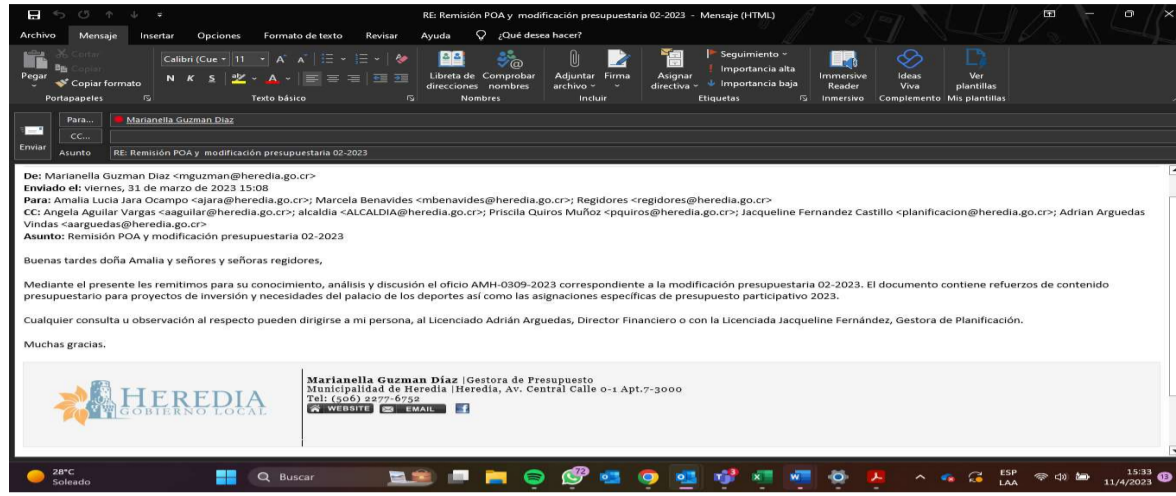 RE: Remisión POA y modificación presupuestaria 02-2023 - Mensaje (HTML)
Archivo Mensaje Insertar Opciones Formato de texto Revisar Ayuda ¿Qué desea hacer?
Pegar
Cortar
Copiar
Copiar formato
Portapapeles
Calibri (Cue 11
N K S
Texto básico
Libreta de direcciones
Comprobar nombres
Nombres
Adjuntar archivo
Firma
Incluir
Asignar directiva
Seguimiento
Importancia alta
Importancia baja
Etiquetas
Immersive Reader
Inmersivo
Ideas Viva
Complemento
Ver plantillas
Mis plantillas
Enviar
Para... Marianella Guzman Diaz
CC...
Asunto RE: Remisión POA y modificación presupuestaria 02-2023
De: Marianella Guzman Diaz <mguzman@heredia.go.cr>
Enviado el: viernes, 31 de marzo de 2023 15:08
Para: Amalia Lucia Jara Ocampo <ajara@heredia.go.cr>; Marcela Benavides <mbenavides@heredia.go.cr>; Regidores <regidores@heredia.go.cr>
CC: Angela Aguilar Vargas <aaguilar@heredia.go.cr>; alcaldia <ALCALDIA@heredia.go.cr>; Priscila Quiros Muñoz <pquiros@heredia.go.cr>; Jacqueline Fernandez Castillo <planificacion@heredia.go.cr>; Adrian Arguedas
Vindas <aarguedas@heredia.go.cr>
Asunto: Remisión POA y modificación presupuestaria 02-2023
Buenas tardes doña Amalia y señores y señoras regidores,
Mediante el presente les remitimos para su conocimiento, análisis y discusión el oficio AMH-0309-2023 correspondiente a la modificación presupuestaria 02-2023. El documento contiene refuerzos de contenido
presupuestario para proyectos de inversión y necesidades del palacio de los deportes así como las asignaciones específicas de presupuesto participativo 2023.
Cualquier consulta u observación al respecto pueden dirigirse a mi persona, al Licenciado Adrián Arguedas, Director Financiero o con la Licenciada Jacqueline Fernández, Gestora de Planificación.
Muchas gracias.
HEREDIA
GOBIERNO LOCAL
Marianella Guzman Díaz |Gestora de Presupuesto
Municipalidad de Heredia |Heredia, Av. Central Calle 0-1 Apt.7-3000
Tel: (506) 2277-6752
WEBSITE EMAIL
28°C
Soleado
Buscar
72
3
ESP
LAA
15:33
11/4/2023
13